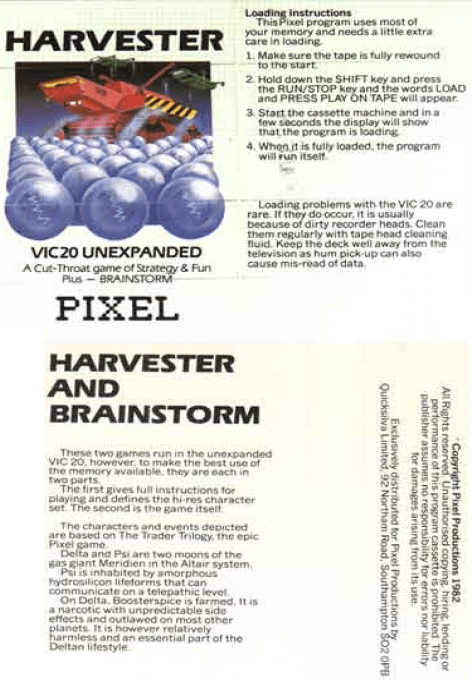 HARVESTER
VIC20 UNEXPANDED
A Cut-Throat game of Strategy & Fun
Plus — BRAINSTORM
PIXEL
Loading instructions
This Pixel program uses most of
your memory and needs a little extra
care in loading.
1. Make sure the tape is fully rewound
to the start.
2. Hold down the SHIFT key and press
the RUN/STOP key and the words LOAD
and PRESS PLAY ON TAPE will appear.
3. Start the cassette machine and in a
few seconds the display will show
that the program is loading.
4. When it is fully loaded, the program
will run itself.
Loading problems with the VIC 20 are
rare. If they do occur, it is usually
because of dirty recorder heads. Clean
them regularly with tape head cleaning
fluid. Keep the deck well away from the
television as hum pick-up can also
cause mis-read of data.
HARVESTER
AND
BRAINSTORM
These two games run in the unexpanded
VIC 20, however, to make the best use of
the memory available, they are each in
two parts.
The first gives full instructions for
playing and defines the hi-res character
set. The second is the game itself.
The characters and events depicted
are based on The Trader Trilogy, the epic
Pixel game.
Delta and Psi are two moons of the
gas giant Meridien in the Altair system.
Psi is inhabited by amorphous
hydrosilicon lifeforms that can
communicate on a telepathic level.
On Delta, Boosterspice is farmed. It is
a narcotic with unpredictable side
effects and outlawed on most other
planets. It is however relatively
harmless and an essential part of the
Deltan lifestyle.
Copyright Pixel Productions 1982
All Rights reserved. Unauthorised copying, hiring, lending or
performance of this program cassette is prohibited. The
publisher assumes no responsibility for errors nor liability
for damages arising from its use.
Exclusively distributed for Pixel Productions by
Quicksilva Limited, 92 Northam Road, Southampton SO2 0PB